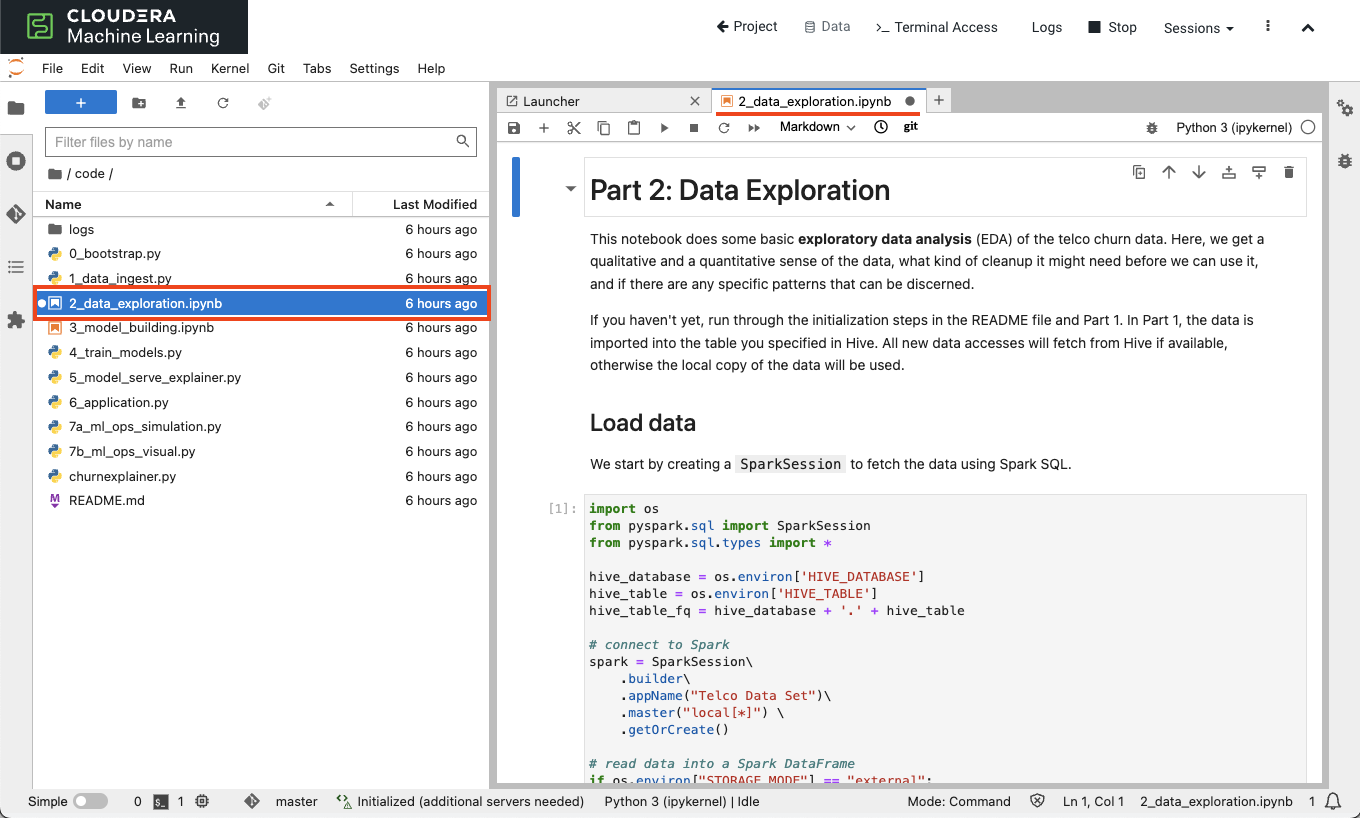 CLOUDERA
Machine Learning
Project
Data
Terminal Access
Logs
Stop
Sessions
File Edit View Run Kernel Git Tabs Settings Help
Filter files by name
/ code /
Name Last Modified
logs 6 hours ago
0_bootstrap.py 6 hours ago
1_data_ingest.py 6 hours ago
2_data_exploration.ipynb 6 hours ago
3_model_building.ipynb 6 hours ago
4_train_models.py 6 hours ago
5_model_serve_explainer.py 6 hours ago
6_application.py 6 hours ago
7a_ml_ops_simulation.py 6 hours ago
7b_ml_ops_visual.py 6 hours ago
churnexplainer.py 6 hours ago
README.md 6 hours ago
Launcher
2_data_exploration.ipynb
Markdown
git
Python 3 (ipykernel)
Part 2: Data Exploration
This notebook does some basic exploratory data analysis (EDA) of the telco churn data. Here, we get a
qualitative and a quantitative sense of the data, what kind of cleanup it might need before we can use it,
and if there are any specific patterns that can be discerned.
If you haven't yet, run through the initialization steps in the README file and Part 1. In Part 1, the data is
imported into the table you specified in Hive. All new data accesses will fetch from Hive if available,
otherwise the local copy of the data will be used.
Load data
We start by creating a SparkSession to fetch the data using Spark SQL.
[1]:
import os
from pyspark.sql import SparkSession
from pyspark.sql.types import *
hive_database = os.environ['HIVE_DATABASE']
hive_table = os.environ['HIVE_TABLE']
hive_table_fq = hive_database + '.' + hive_table
# connect to Spark
spark = SparkSession\
.builder\
.appName("Telco Data Set")\
.master("local[*]") \
.getOrCreate()
# read data into a Spark DataFrame
if os.environ["STORAGE_MODE"] == "external":
Simple 0 1 master Initialized (additional servers needed) Python 3 (ipykernel) | Idle Mode: Command Ln 1, Col 1 2_data_exploration.ipynb 1